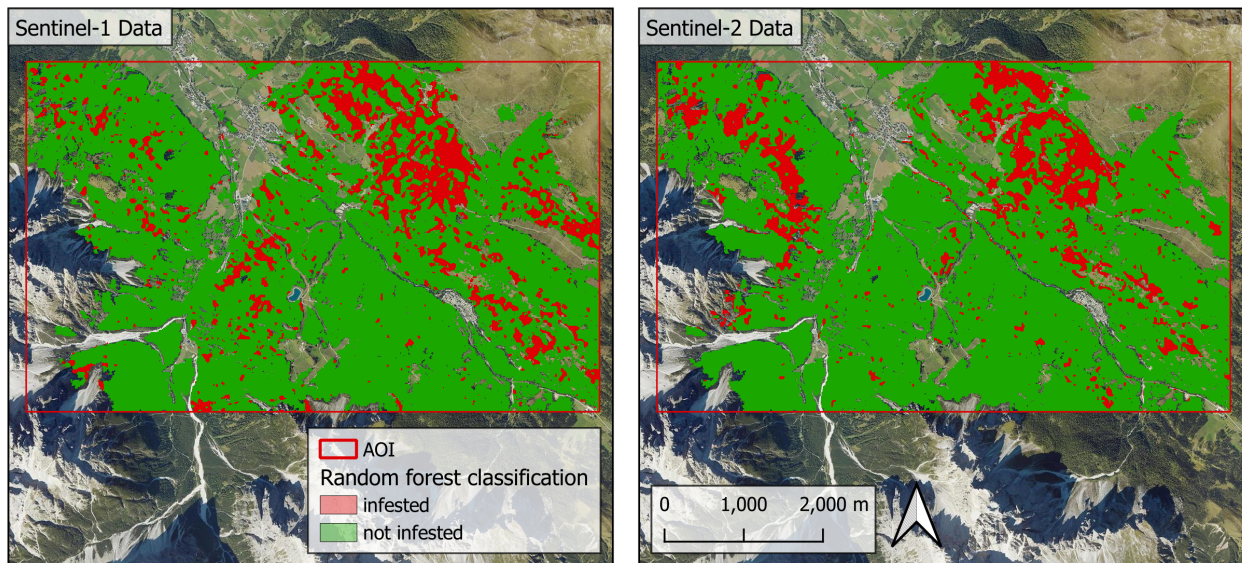 Sentinel-1 Data
AOI
Random forest classification
infested
not infested
Sentinel-2 Data
0 1,000 2,000 m